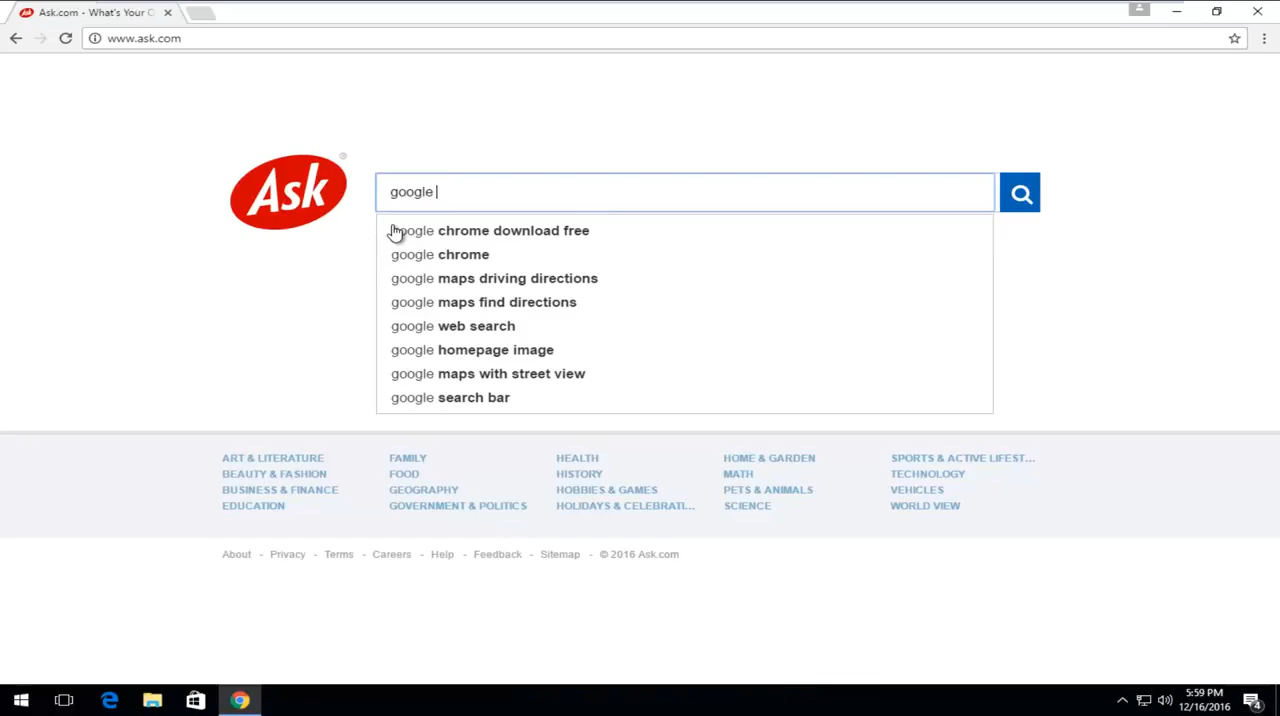 Ask.com - What's Your Q
www.ask.com
Ask®
google
google chrome download free
google chrome
google maps driving directions
google maps find directions
google web search
google homepage image
google maps with street view
google search bar
ART & LITERATURE FAMILY HEALTH HOME & GARDEN SPORTS & ACTIVE LIFEST...
BEAUTY & FASHION FOOD HISTORY MATH TECHNOLOGY
BUSINESS & FINANCE GEOGRAPHY HOBBIES & GAMES PETS & ANIMALS VEHICLES
EDUCATION GOVERNMENT & POLITICS HOLIDAYS & CELEBRATI... SCIENCE WORLD VIEW
About - Privacy - Terms - Careers - Help - Feedback - Sitemap - © 2016 Ask.com
5:59 PM
12/16/2016
4